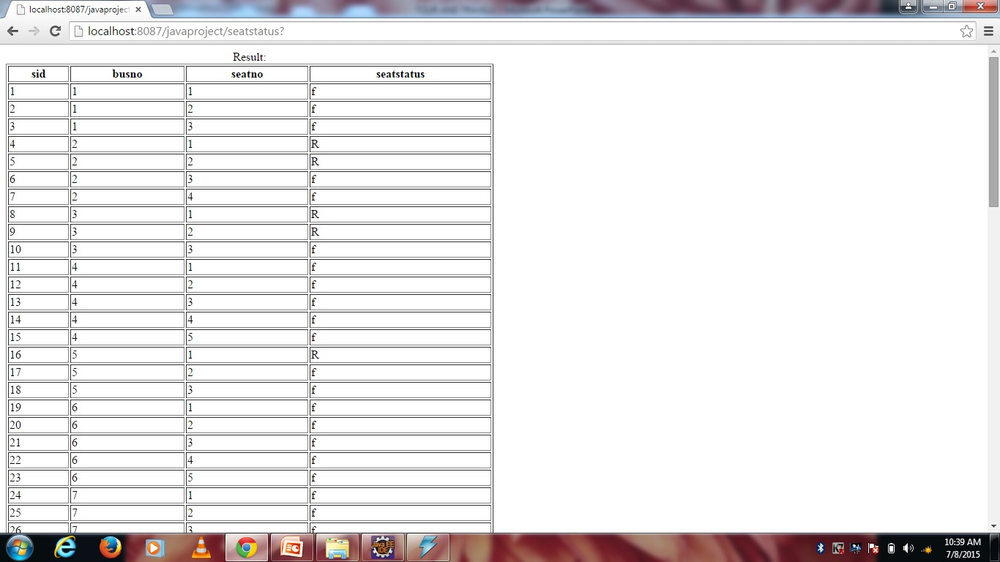 localhost:8087/javaproject
localhost:8087/javaproject/seatstatus?
Result:
sid busno seatno seatstatus
1 1 1 f
2 1 2 f
3 1 3 f
4 2 1 R
5 2 2 R
6 2 3 f
7 2 4 f
8 3 1 R
9 3 2 R
10 3 3 f
11 4 1 f
12 4 2 f
13 4 3 f
14 4 4 f
15 4 5 f
16 5 1 R
17 5 2 f
18 5 3 f
19 6 1 f
20 6 2 f
21 6 3 f
22 6 4 f
23 6 5 f
24 7 1 f
25 7 2 f
26 7 3 f
Java EE
IDE
10:39 AM
7/8/2015